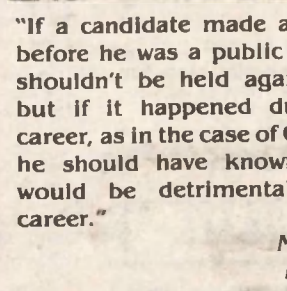 "If a candidate made a
before he was a public
shouldn't be held aga
but if it happened du
career, as in the case of
he should have know
would be detrimenta
career."